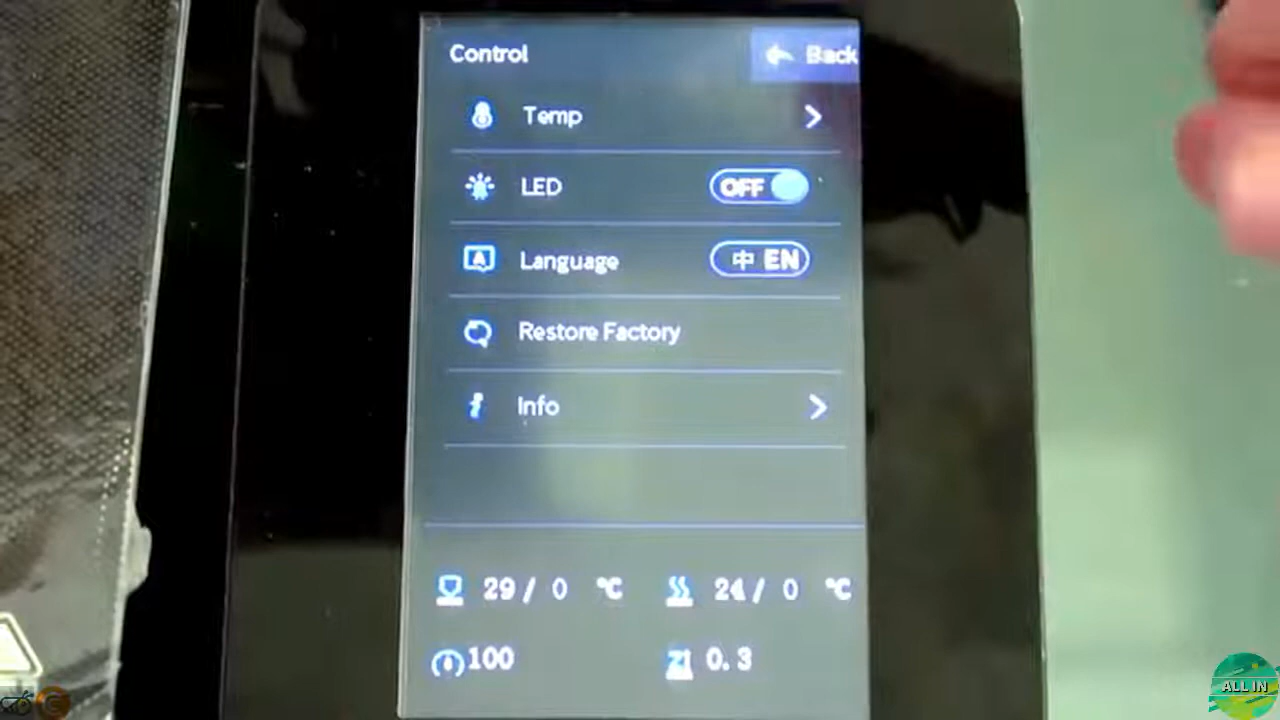 Control
Back
Temp
LED
OFF
Language
中 EN
Restore Factory
Info
29 / 0 ℃
24 / 0 ℃
100
0.3
ALL IN